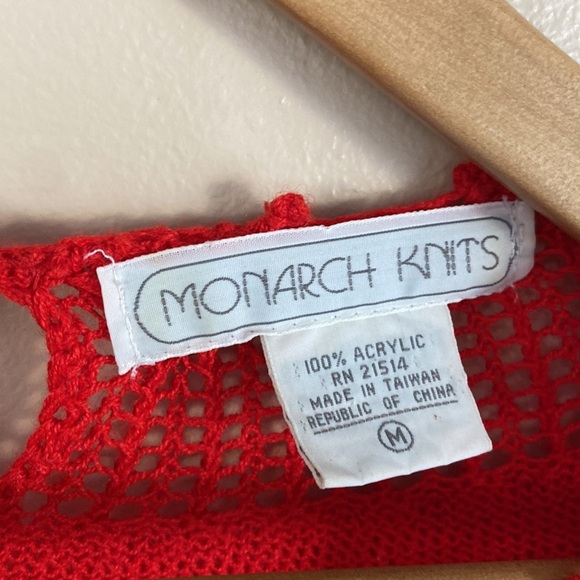 MONARCH KNITS
100% ACRYLIC
RN 21514
MADE IN TAIWAN
REPUBLIC OF CHINA
M